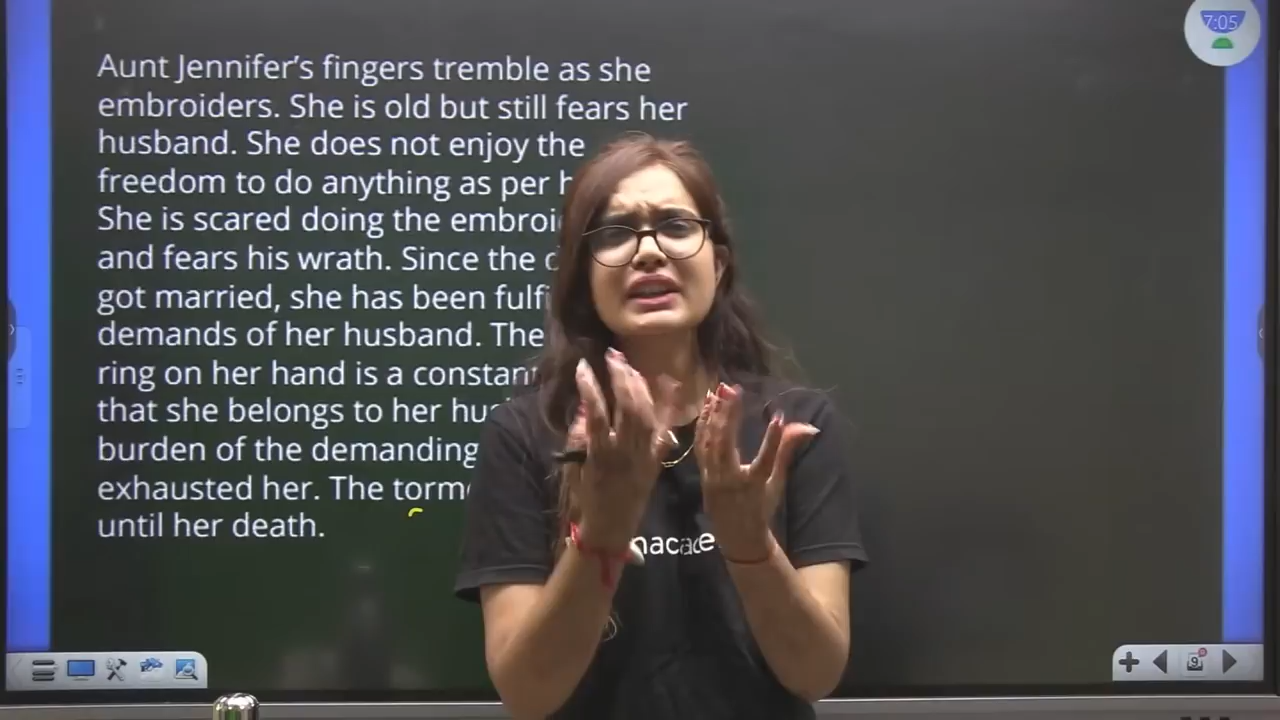 7:05
Aunt Jennifer's fingers tremble as she
embroiders. She is old but still fears her
husband. She does not enjoy the
freedom to do anything as per
She is scared doing the
and fears his wrath. Since the
got married, she has been
demands of her husband. The
ring on her hand is a
that she belongs to her
burden of the demanding
exhausted her. The
until her death.
9